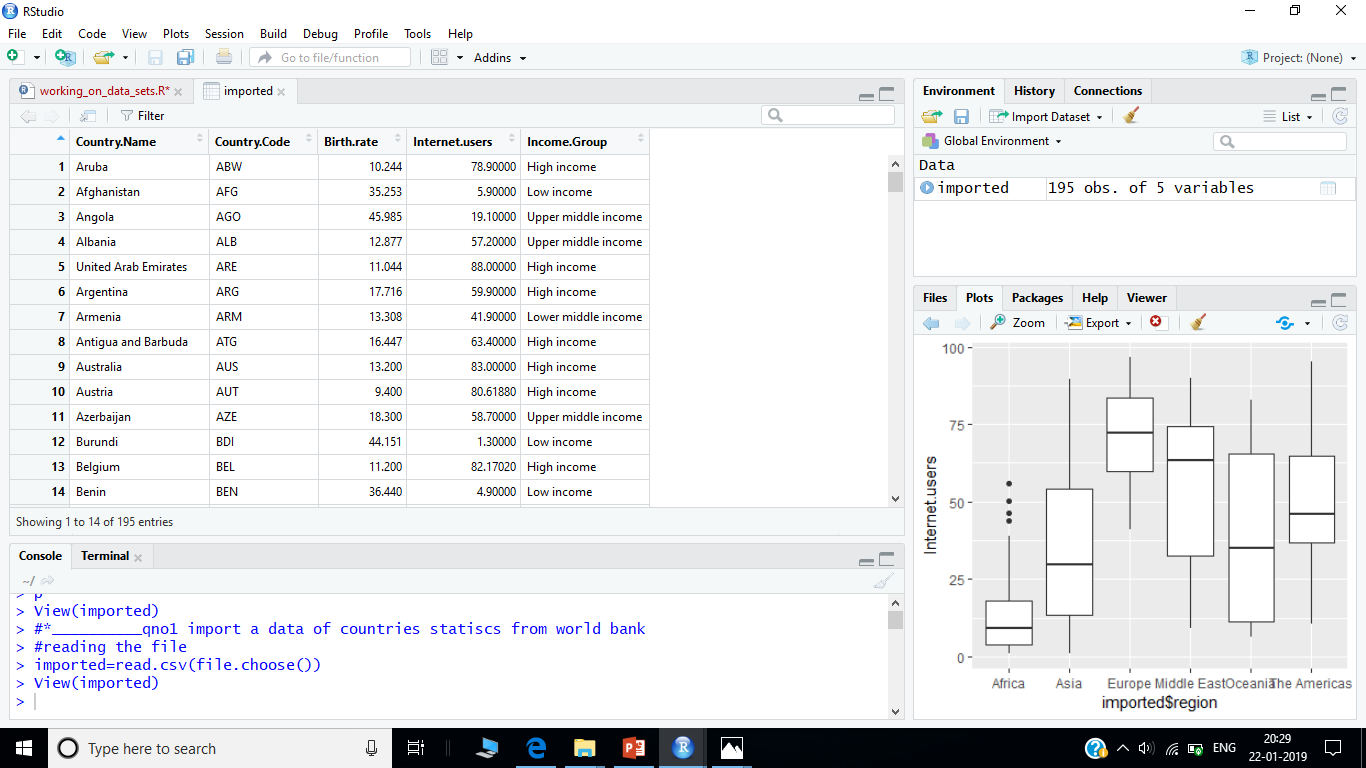 RStudio
File Edit Code View Plots Session Build Debug Profile Tools Help
Go to file/function Addins Project: (None)
working_on_data_sets.R* imported
Filter
Country.Name Country.Code Birth.rate Internet.users Income.Group
1 Aruba ABW 10.244 78.90000 High income
2 Afghanistan AFG 35.253 5.90000 Low income
3 Angola AGO 45.985 19.10000 Upper middle income
4 Albania ALB 12.877 57.20000 Upper middle income
5 United Arab Emirates ARE 11.044 88.00000 High income
6 Argentina ARG 17.716 59.90000 High income
7 Armenia ARM 13.308 41.90000 Lower middle income
8 Antigua and Barbuda ATG 16.447 63.40000 High income
9 Australia AUS 13.200 83.00000 High income
10 Austria AUT 9.400 80.61880 High income
11 Azerbaijan AZE 18.300 58.70000 Upper middle income
12 Burundi BDI 44.151 1.30000 Low income
13 Belgium BEL 11.200 82.17020 High income
14 Benin BEN 36.440 4.90000 Low income
Showing 1 to 14 of 195 entries
Console Terminal
~/
> p
> View(imported)
> #*__________qno1 import a data of countries statiscs from world bank
> #reading the file
> imported=read.csv(file.choose())
> View(imported)
>
Environment History Connections
Import Dataset List
Global Environment
Data
imported 195 obs. of 5 variables
Files Plots Packages Help Viewer
Zoom Export
100
75
50
25
0
Internet.users
Africa Asia Europe Middle East Oceania The Americas
imported$region
Type here to search
ENG
20:29
22-01-2019